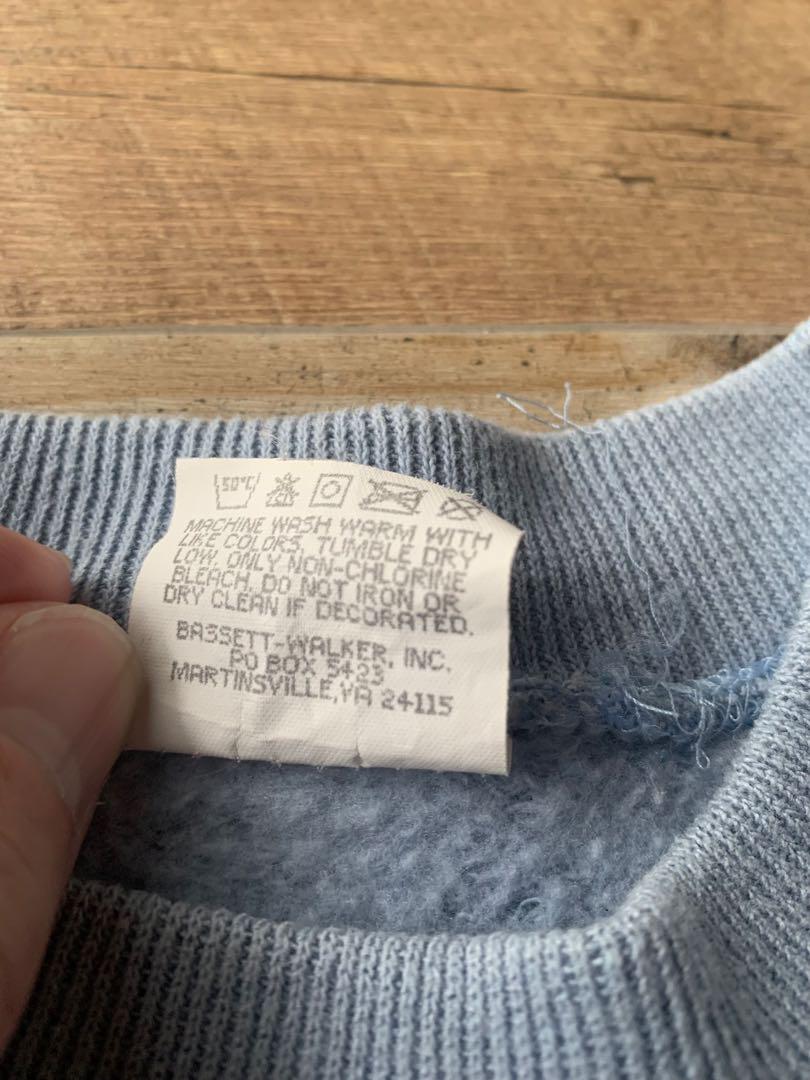 50°C
MACHINE WASH WARM WITH
LIKE COLORS, TUMBLE DRY
LOW, ONLY NON-CHLORINE
BLEACH, DO NOT IRON OR
DRY CLEAN IF DECORATED.
BASSETT-WALKER, INC.
PO BOX 5423
MARTINSVILLE, VA 24115